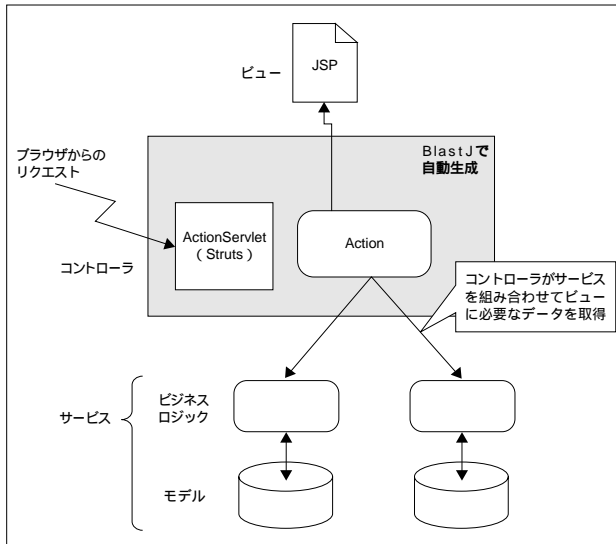 JSP
ビュー
BlastJで
自動生成
ブラウザからの
リクエスト
ActionServlet
(Struts)
Action
コントローラ
コントローラがサービス
を組み合わせてビュー
に必要なデータを取得
ビジネス
ロジック
サービス
モデル